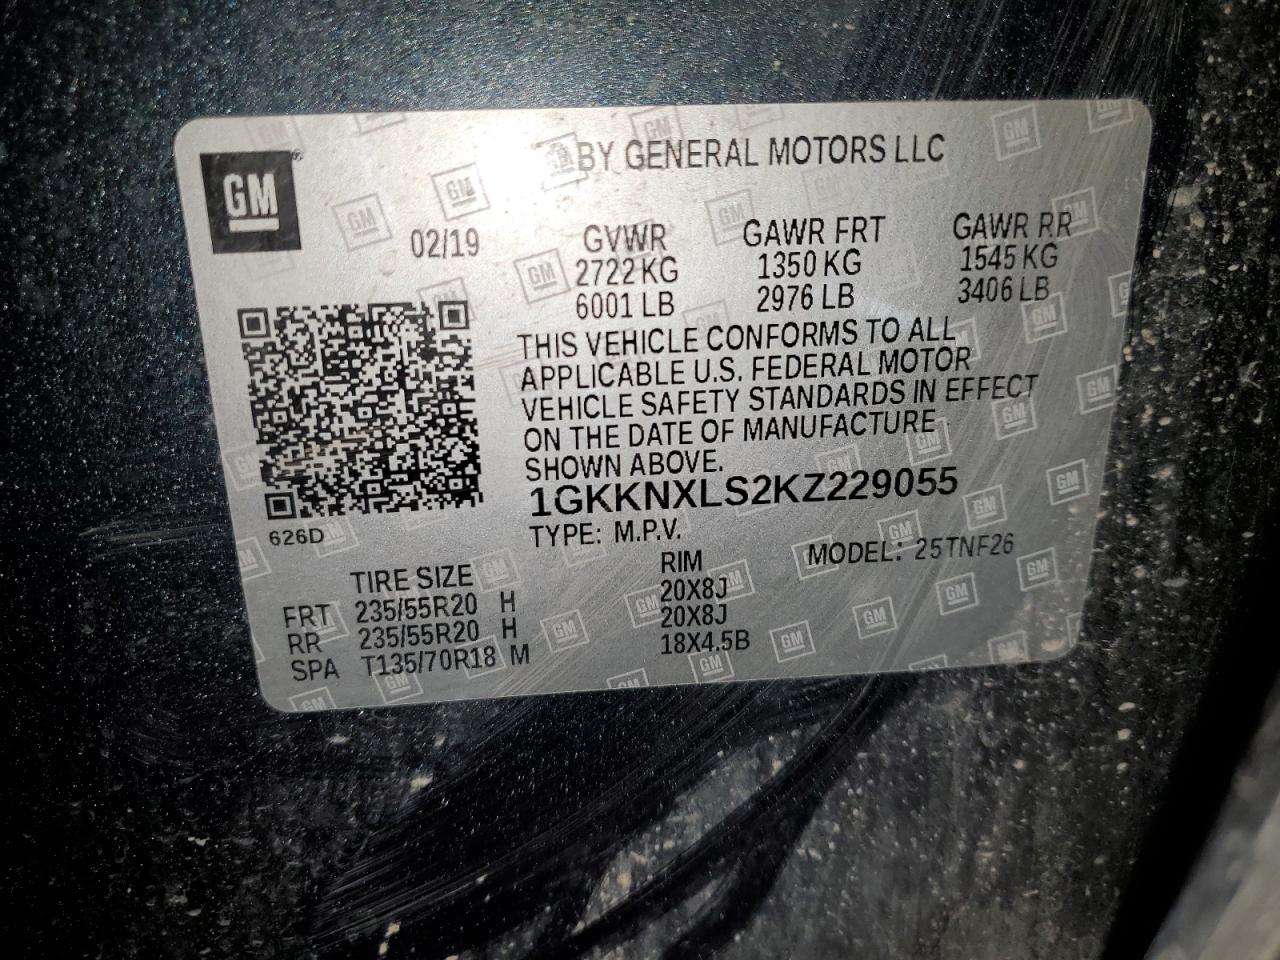 GM
BY GENERAL MOTORS LLC
02/19
GVWR GAWR FRT GAWR RR
2722 KG 1350 KG 1545 KG
6001 LB 2976 LB 3406 LB
THIS VEHICLE CONFORMS TO ALL
APPLICABLE U.S. FEDERAL MOTOR
VEHICLE SAFETY STANDARDS IN EFFECT
ON THE DATE OF MANUFACTURE
SHOWN ABOVE.
1GKKNXLS2KZ229055
626D
TYPE: M.P.V. MODEL: 25TNF26
TIRE SIZE RIM
FRT 235/55R20 H 20X8J
RR 235/55R20 H 20X8J
SPA T135/70R18 M 18X4.5B